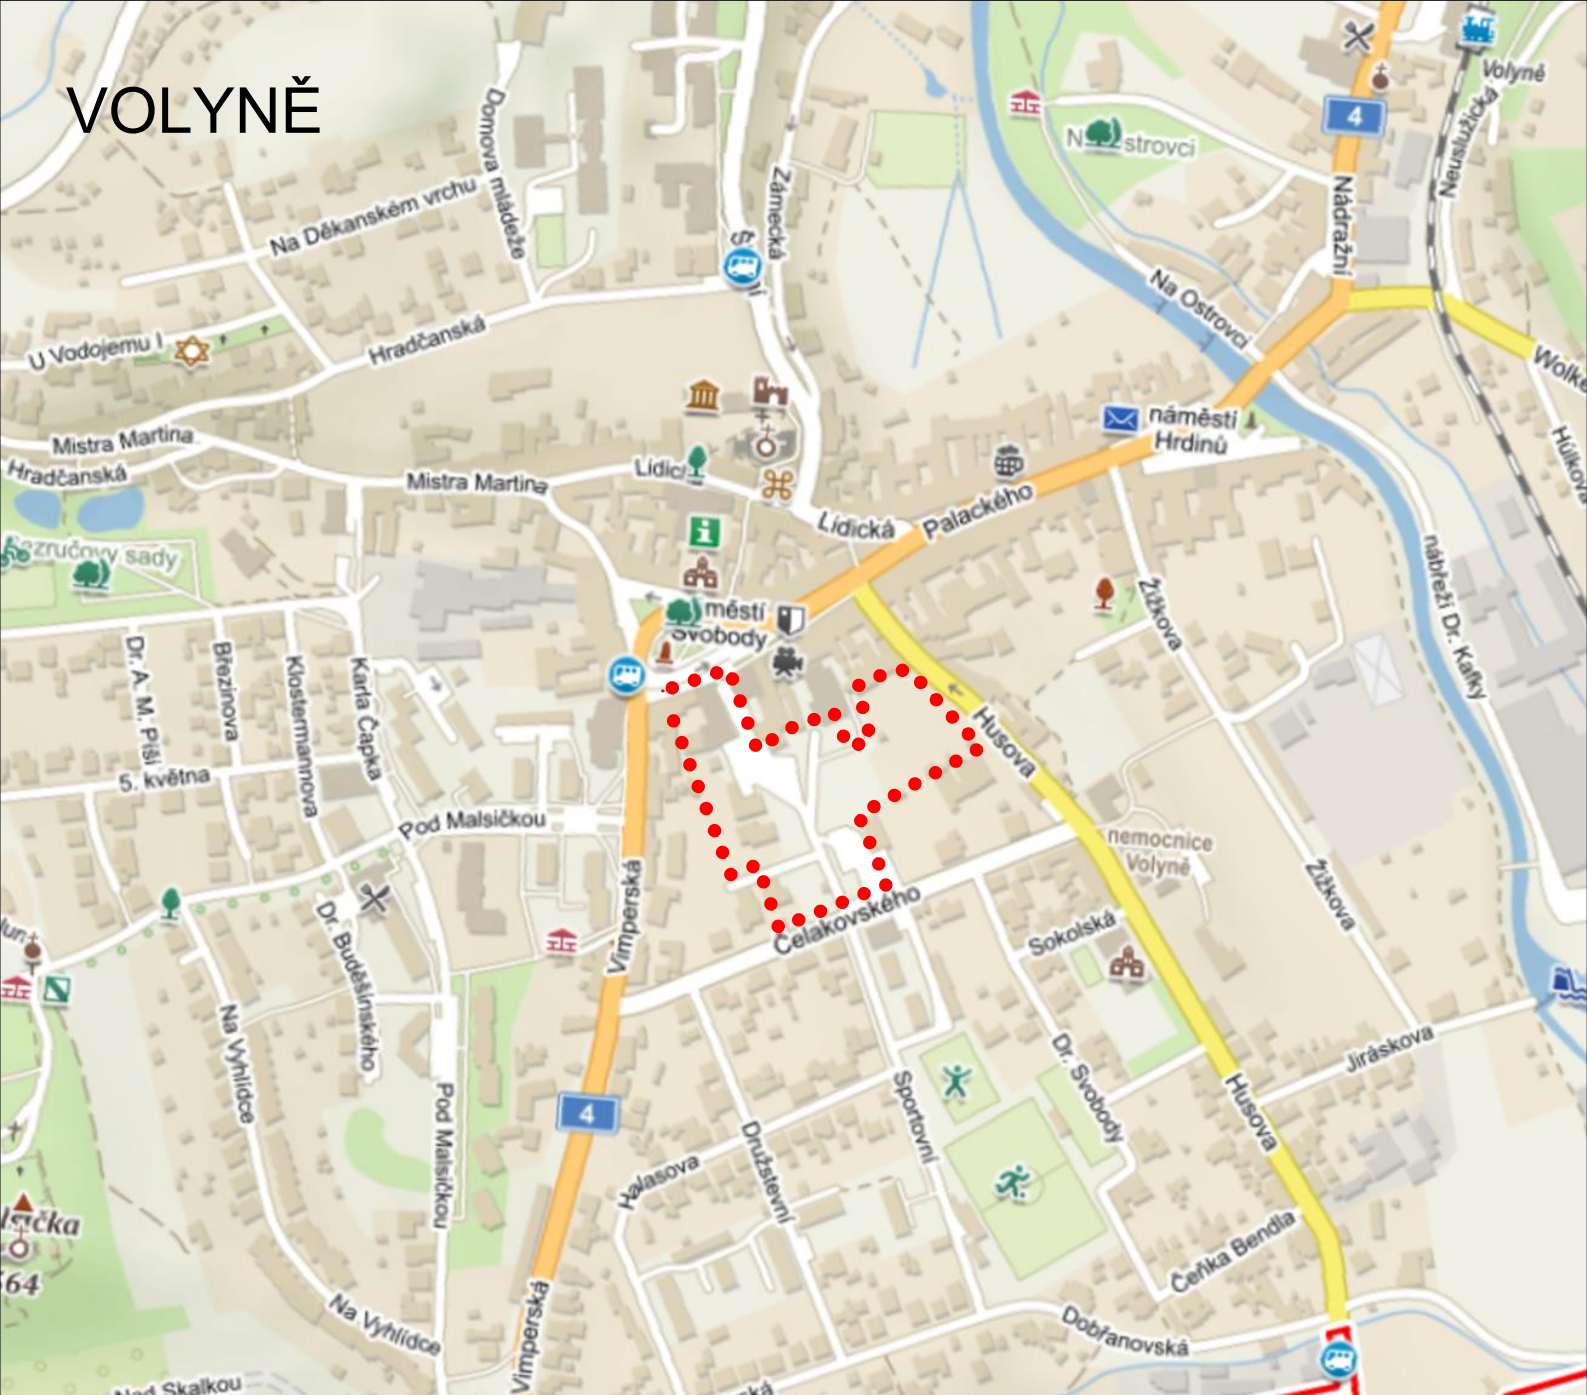 VOLYNĚ
Volyně
4
Neuslužická
Domova mládeže
Zámecká
Nádražní
Na Děkanském vrchu
Na Ostrovci
U Vodojemu I
Hradčanská
Wolke
náměstí
Hrdinů
Mistra Martina
Hradčanská
Mistra Martina
Lidick
Lidická
Palackého
Húlkova
nábřeží Dr. Kafky
městí
Svobody
Žižkova
Dr. A. M. Píši
Březinova
Klostermannova
Karla Čapka
5. května
Pod Malsičkou
Husova
nemocnice
Volyně
Vimperská
Žižkova
Čelakovského
Sokolská
Dr. Buděšínského
Na Vyhlídce
Dr. Svobody
Jiráskova
4
Pod Malsičkou
Sportovní
Husova
Halasova
Družstevní
64
Čeňka Bendla
Na Vyhlídce
Vimperská
Dobřanovská
Nad Skalkou